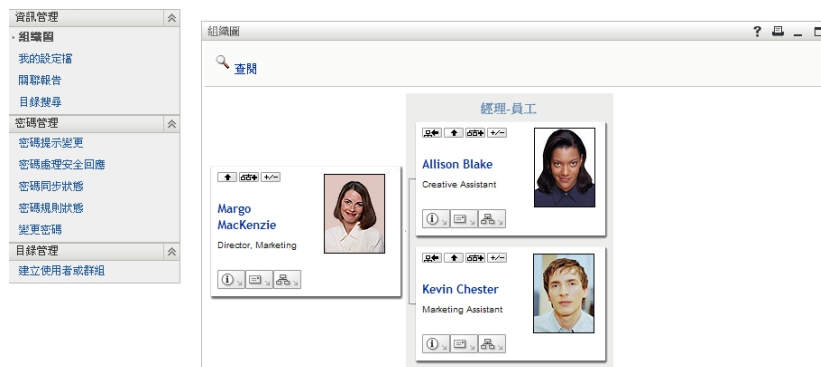 資訊管理
組織圖
我的設定檔
關聯報告
目錄搜尋
密碼管理
密碼提示變更
密碼處理安全回應
密碼同步狀態
密碼規則狀態
變更密碼
目錄管理
建立使用者或群組
組織圖
查閱
經理-員工
Margo
MacKenzie
Director, Marketing
Allison Blake
Creative Assistant
Kevin Chester
Marketing Assistant